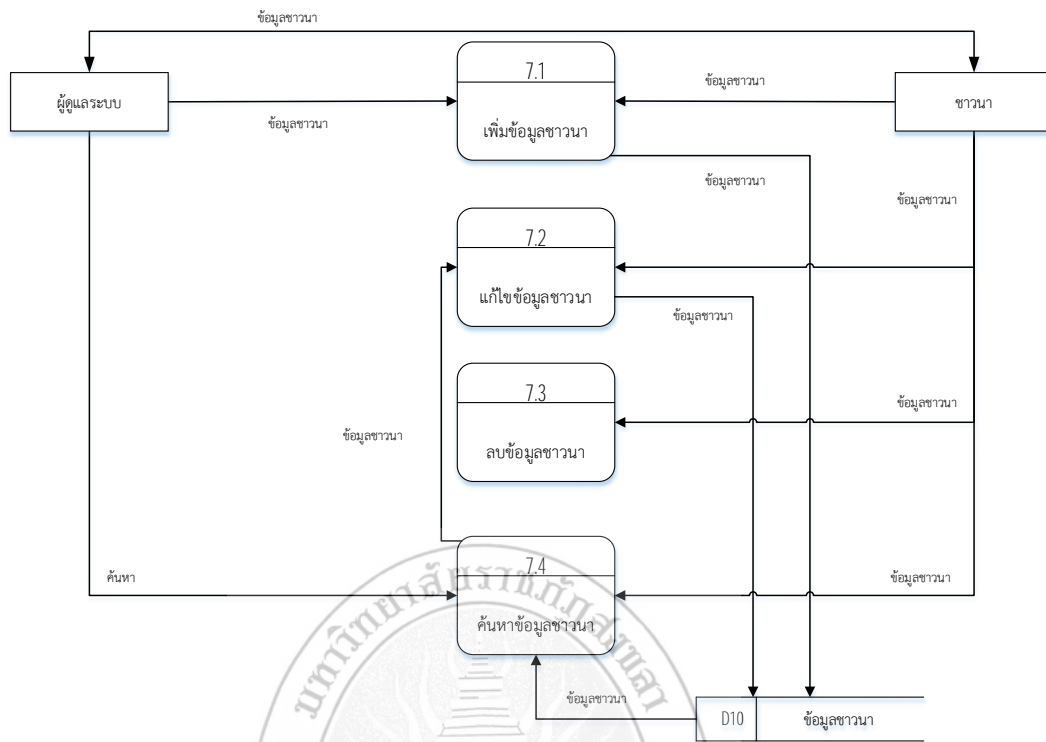 ข้อมูลชาวนา
7.1
ผู้ดูแลระบบ
ข้อมูลชาวนา
ชาวนา
ข้อมูลชาวนา
เพิ่มข้อมูลชาวนา
ข้อมูลชาวนา
ข้อมูลชาวนา
7.2
แก้ไขข้อมูลชาวนา
ข้อมูลชาวนา
7.3
ข้อมูลชาวนา
ข้อมูลชาวนา
ลบข้อมูลชาวนา
7.4
ค้นหา
ข้อมูลชาวนา
ค้นหาข้อมูลชาวนา
ข้อมูลชาวนา
D10
ข้อมูลชาวนา